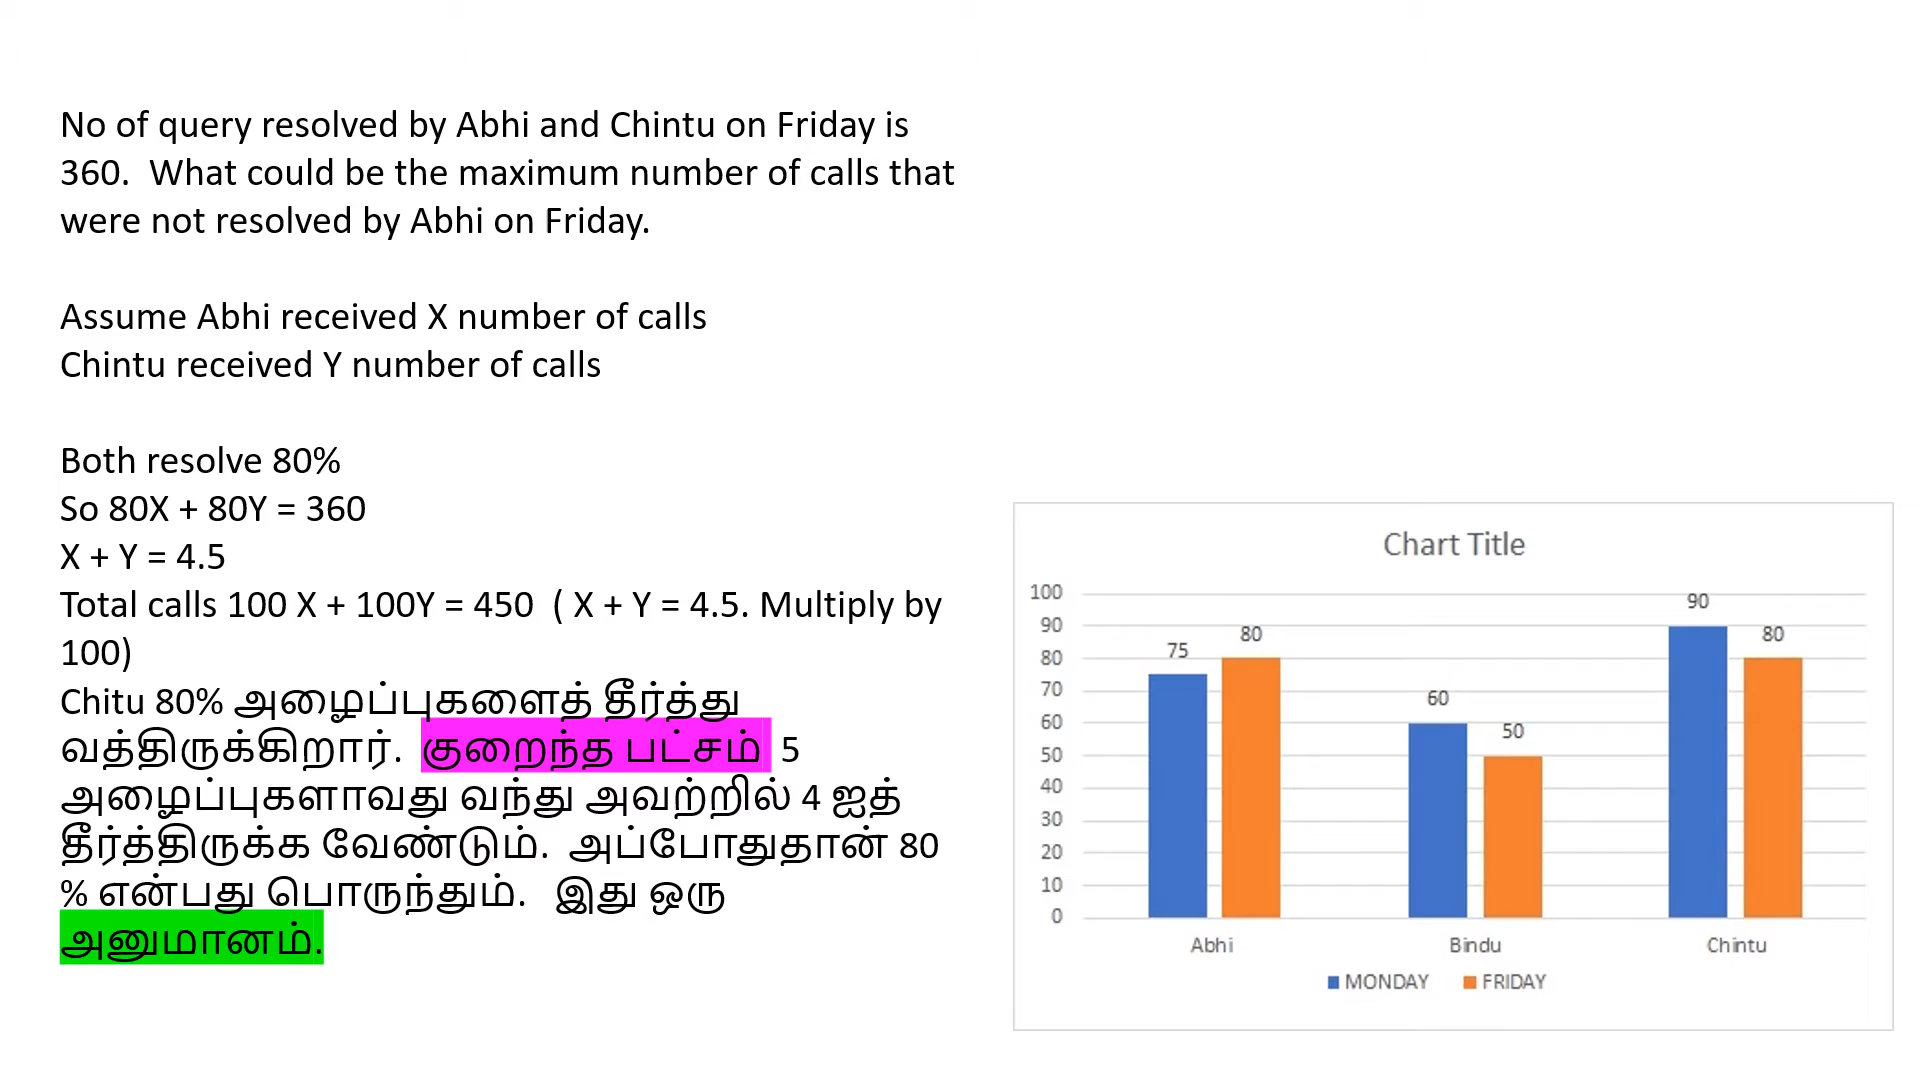 No of query resolved by Abhi and Chintu on Friday is
360.  What could be the maximum number of calls that
were not resolved by Abhi on Friday.
Assume Abhi received X number of calls
Chintu received Y number of calls
Both resolve 80%
So 80X + 80Y = 360
X + Y = 4.5
Total calls 100 X + 100Y = 450  ( X + Y = 4.5. Multiply by
100)
Chitu 80% அழைப்புகளைத் தீர்த்து
வத்திருக்கிறார்.  குறைந்த பட்சம்  5
அழைப்புகளாவது வந்து அவற்றில் 4 ஐத்
தீர்த்திருக்க வேண்டும்.  அப்போதுதான் 80
% என்பது பொருந்தும்.   இது ஒரு
அனுமானம்.
Chart Title
100
90
80
70
60
50
40
30
20
10
0
75
80
60
50
90
80
Abhi
Bindu
Chintu
MONDAY
FRIDAY